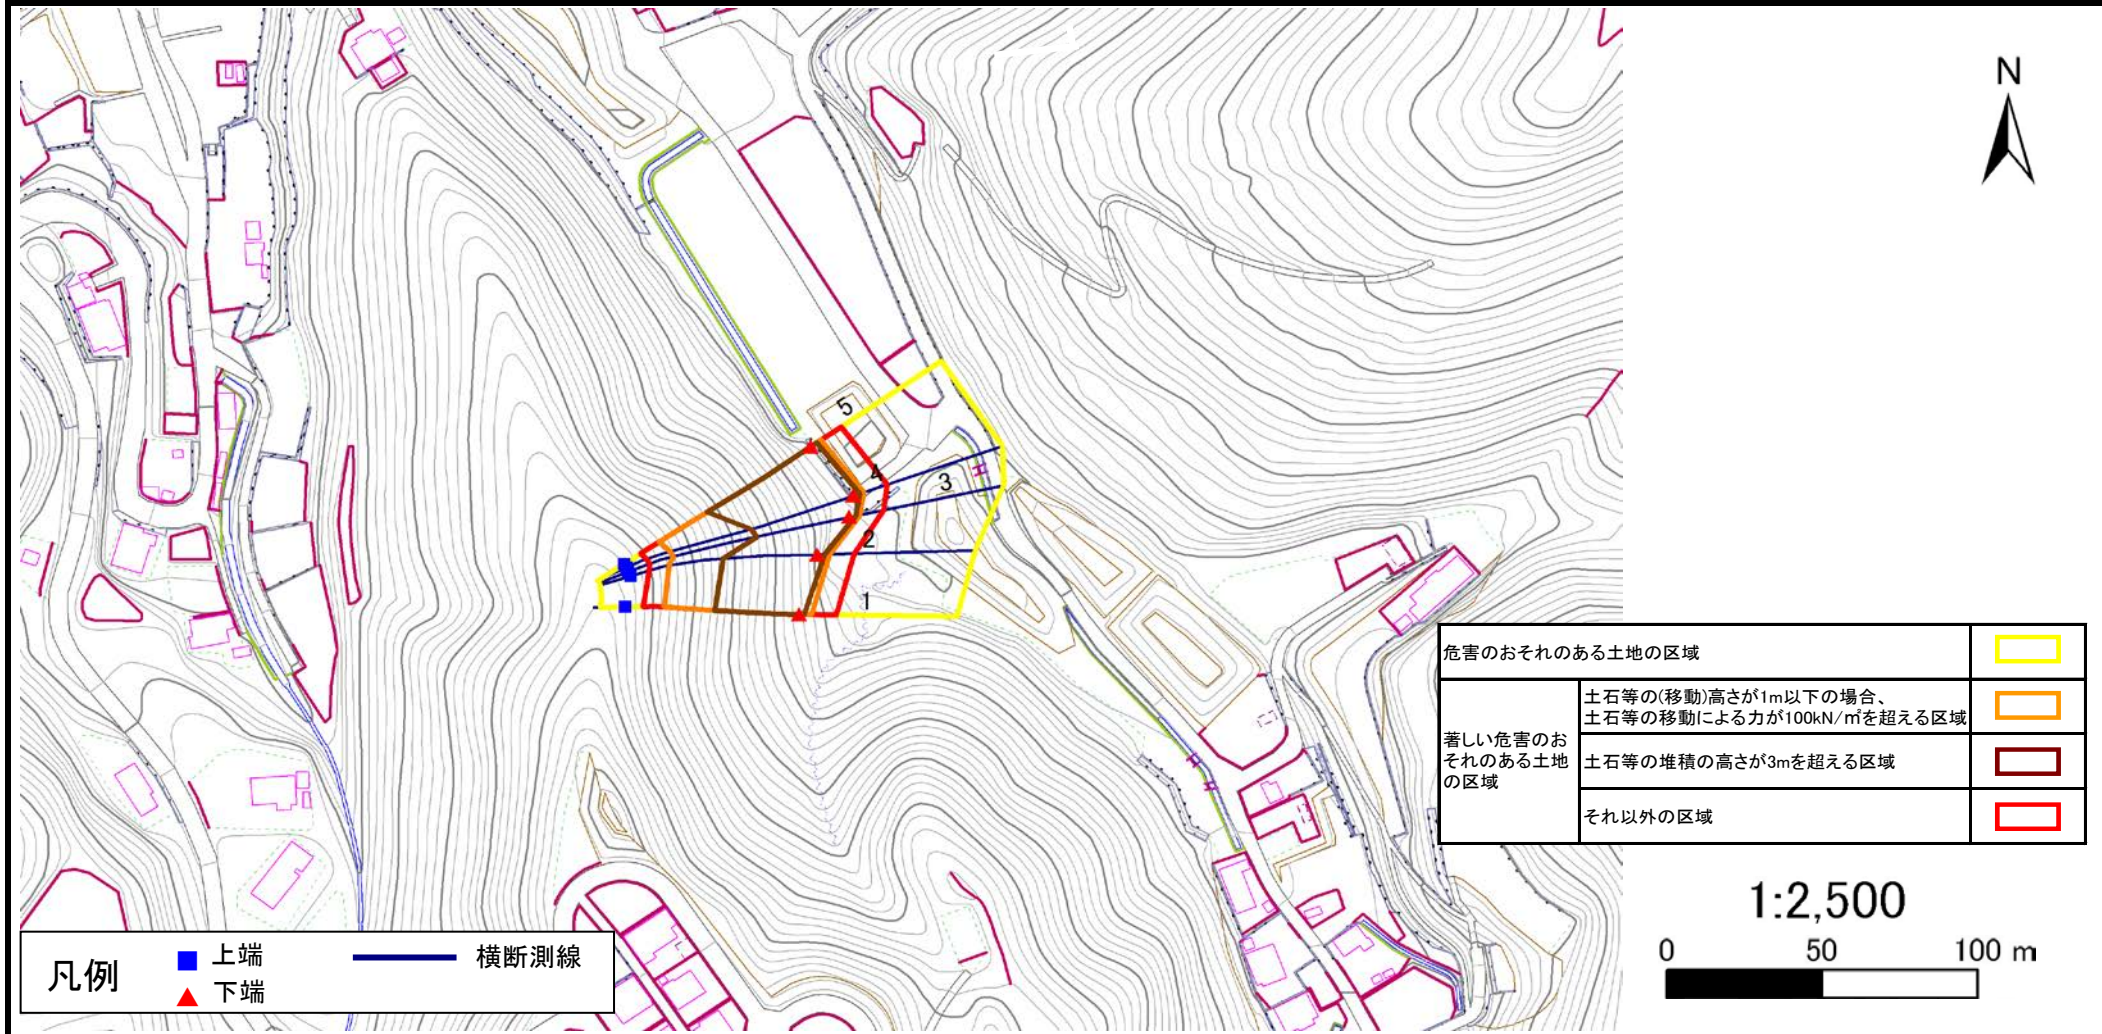 N
5
4
3
2
1
危害のおそれのある土地の区域
著しい危害のお
それのある土地
の区域
土石等の(移動)高さが1m以下の場合、
土石等の移動による力が100kN/㎡を超える区域
土石等の堆積の高さが3mを超える区域
それ以外の区域
1:2,500
0 50 100 m
凡例
上端
下端
横断測線